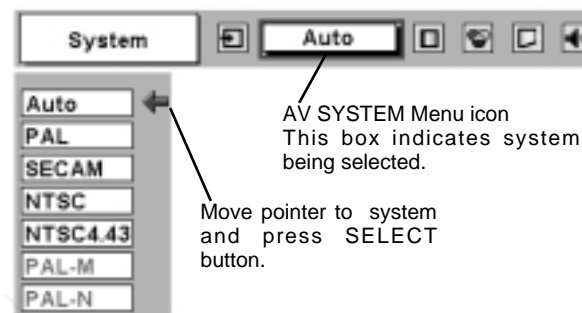 System
Auto
Auto
PAL
SECAM
NTSC
NTSC4.43
PAL-M
PAL-N
AV SYSTEM Menu icon
This box indicates system
being selected.
Move pointer to system
and press SELECT
button.